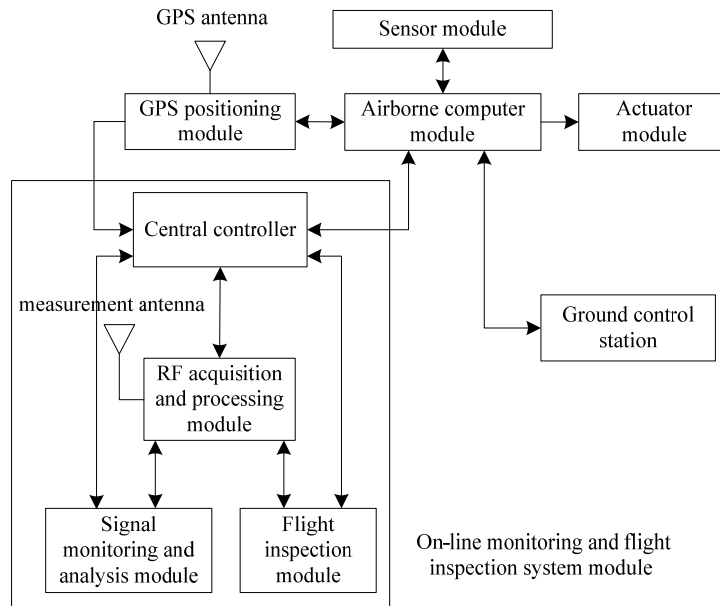 GPS antenna
Sensor module
GPS positioning
module
Airborne computer
module
Actuator
module
Central controller
measurement antenna
Ground control
station
RF acquisition
and processing
module
Signal
monitoring and
analysis module
Flight
inspection
module
On-line monitoring and flight
inspection system module